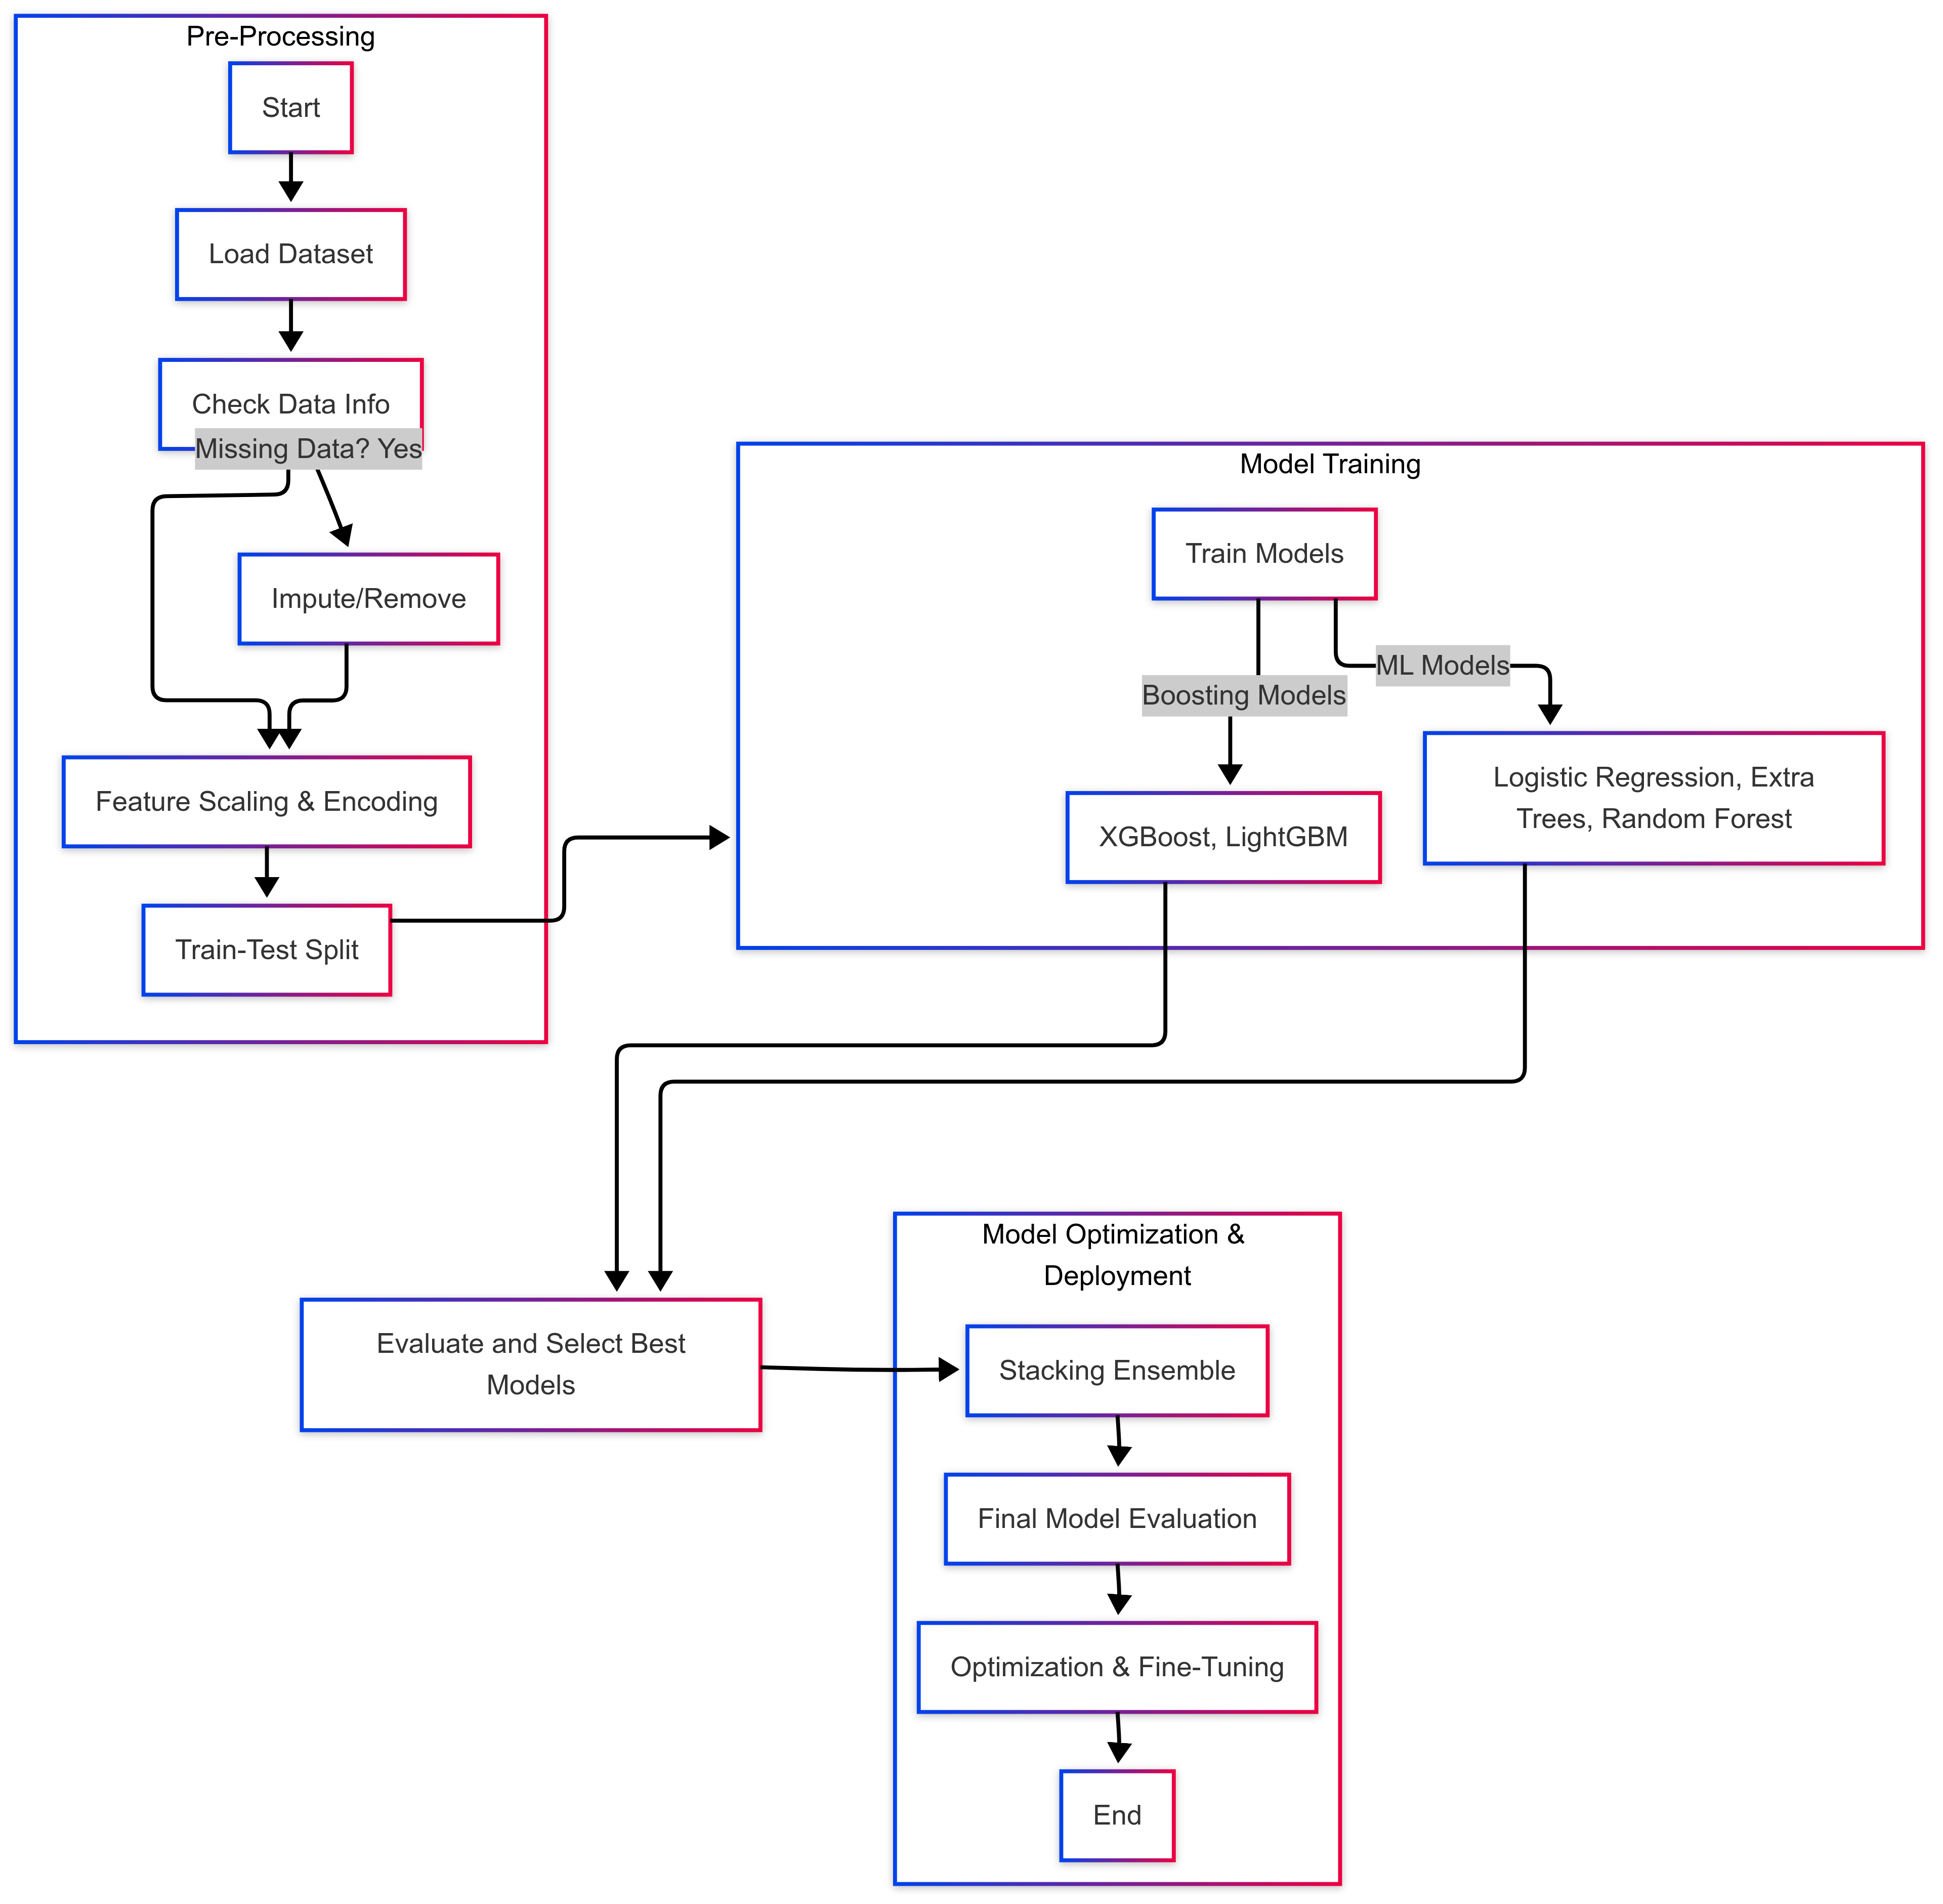 Pre-Processing
Start
Load Dataset
Check Data Info
Missing Data? Yes
Impute/Remove
Feature Scaling & Encoding
Train-Test Split
Model Training
Train Models
ML Models
Boosting Models
Logistic Regression, Extra
Trees, Random Forest
XGBoost, LightGBM
Evaluate and Select Best
Models
Model Optimization &
Deployment
Stacking Ensemble
Final Model Evaluation
Optimization & Fine-Tuning
End